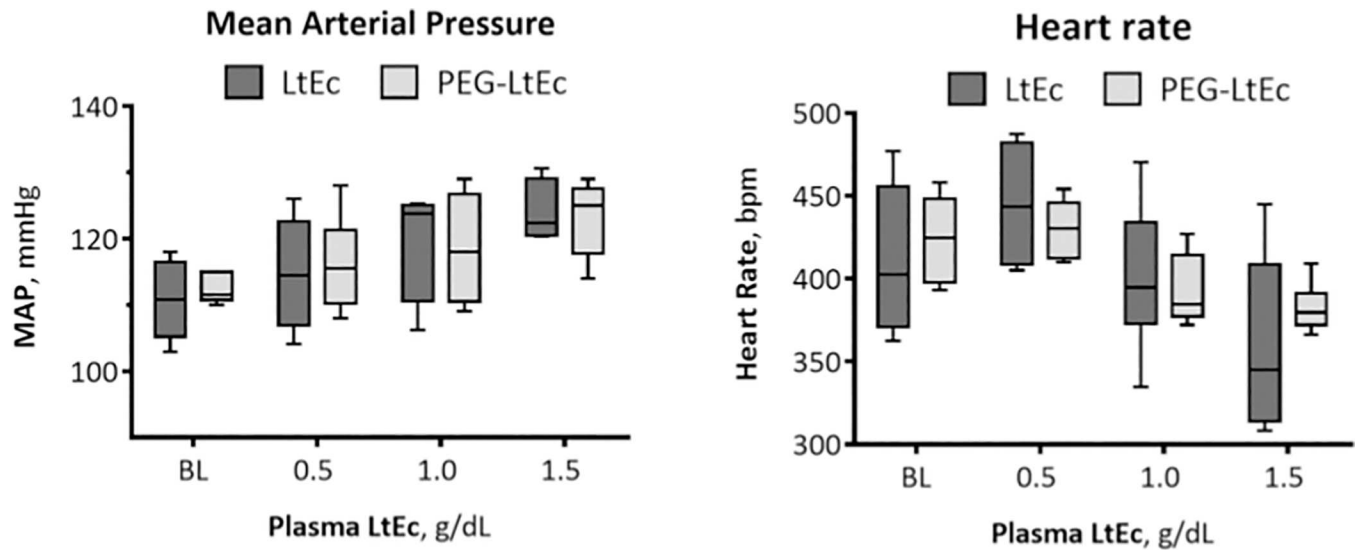 Mean Arterial Pressure
LtEc PEG-LtEc
MAP, mmHg
140
120
100
BL 0.5 1.0 1.5
Plasma LtEc, g/dL
Heart rate
LtEc PEG-LtEc
Heart Rate, bpm
500
450
400
350
300
BL 0.5 1.0 1.5
Plasma LtEc, g/dL